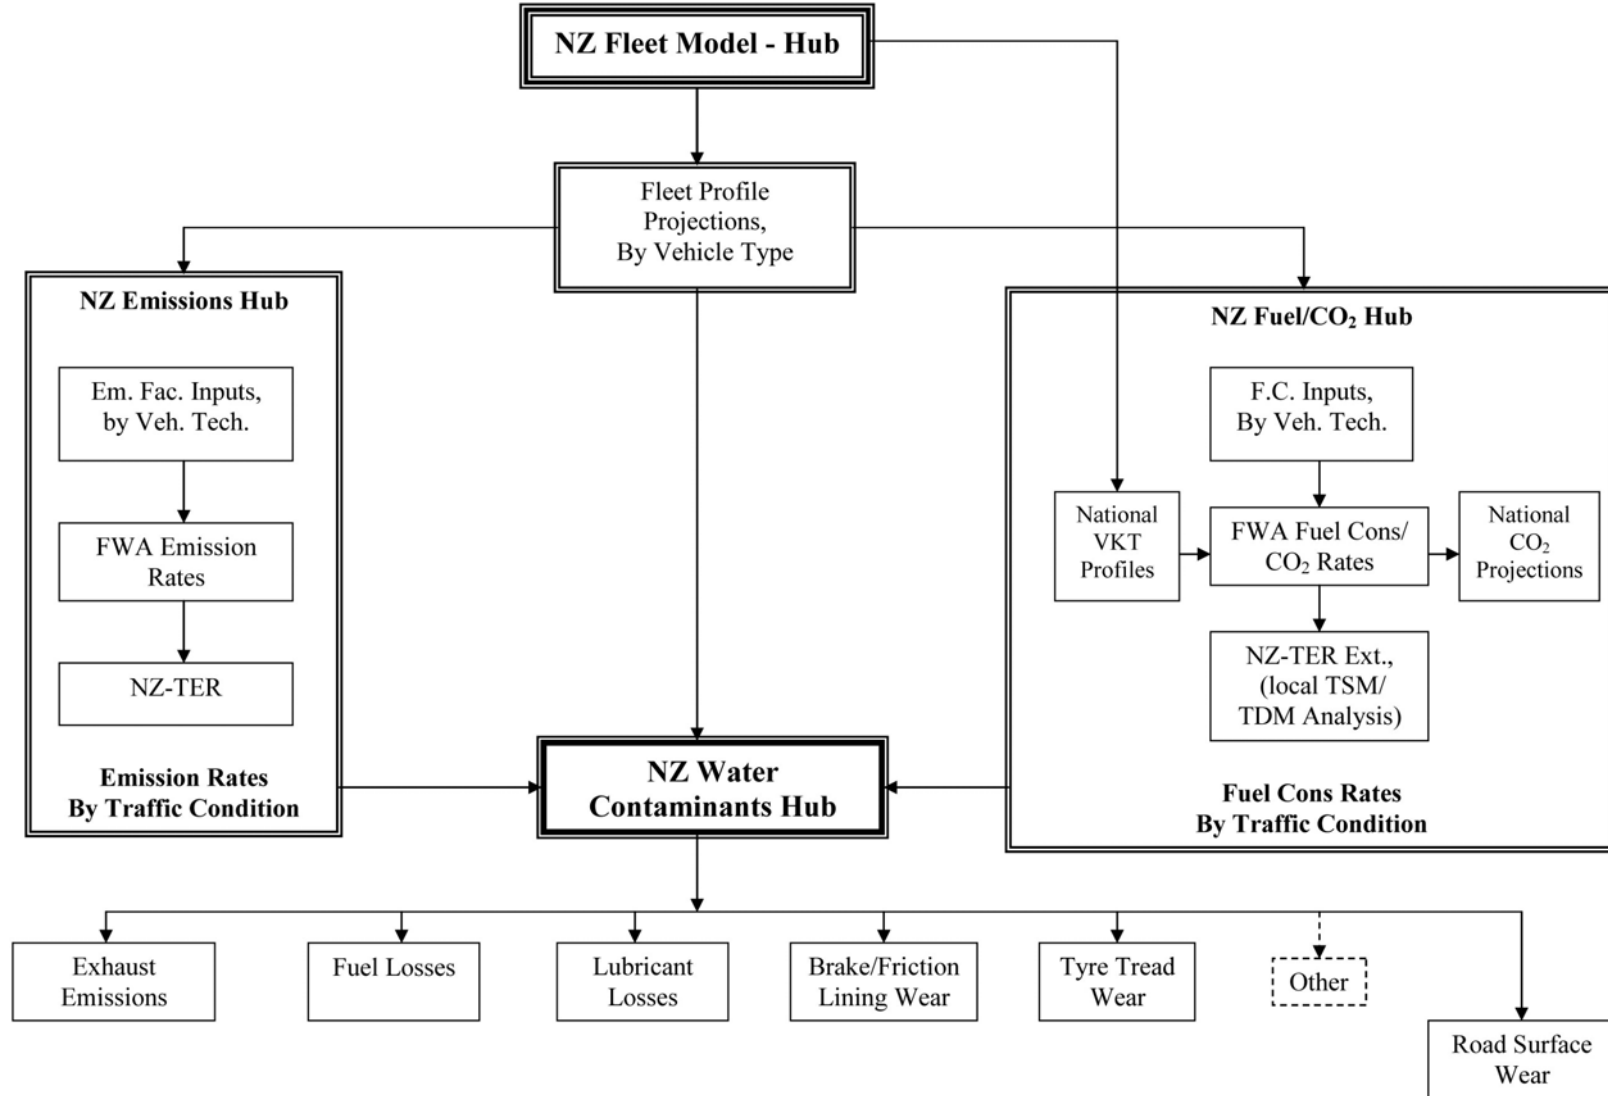 NZ Fleet Model - Hub
Fleet Profile
Projections,
By Vehicle Type
NZ Emissions Hub
Em. Fac. Inputs,
by Veh. Tech.
FWA Emission
Rates
NZ-TER
Emission Rates
By Traffic Condition
NZ Fuel/CO₂ Hub
F.C. Inputs,
By Veh. Tech.
National
VKT
Profiles
FWA Fuel Cons/
CO₂ Rates
National
CO₂
Projections
NZ-TER Ext.,
(local TSM/
TDM Analysis)
Fuel Cons Rates
By Traffic Condition
NZ Water
Contaminants Hub
Exhaust
Emissions
Fuel Losses
Lubricant
Losses
Brake/Friction
Lining Wear
Tyre Tread
Wear
Other
Road Surface
Wear